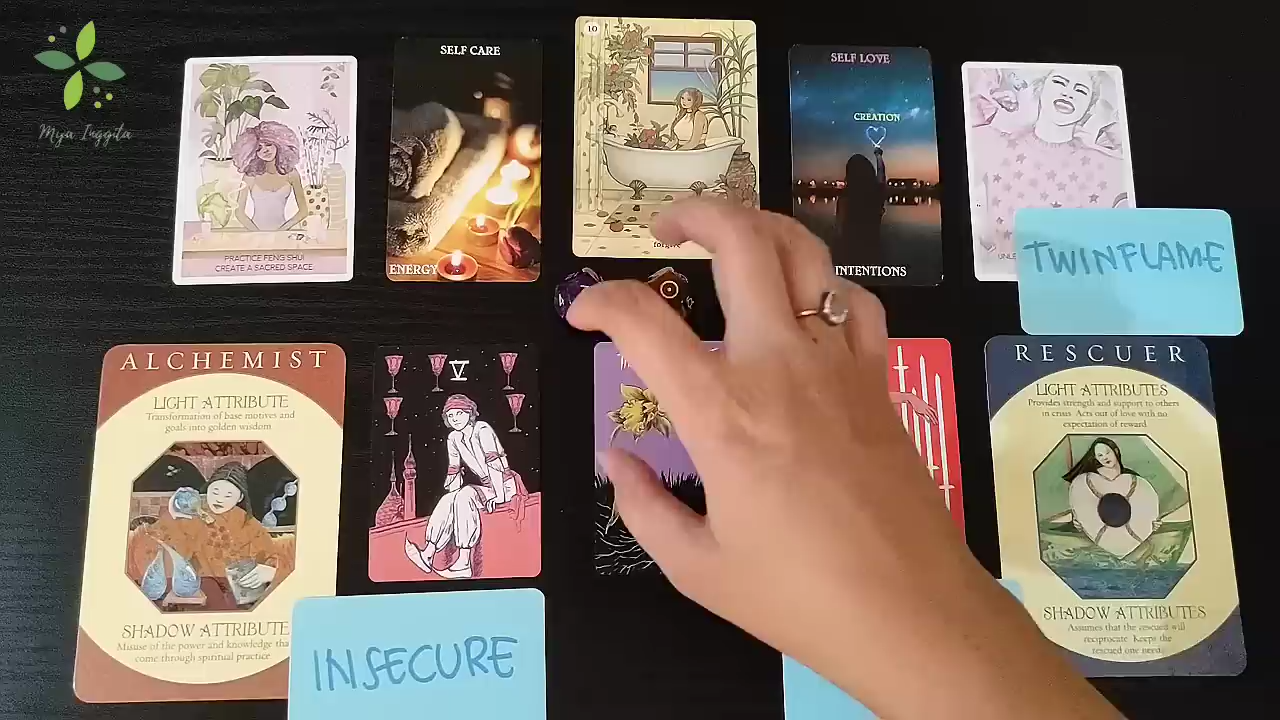 Mya Inggita
PRACTICE FENG SHUI
CREATE A SACRED SPACE
SELF CARE
ENERGY
10
forgive
SELF LOVE
CREATION
INTENTIONS
TWINFLAME
ALCHEMIST
LIGHT ATTRIBUTE
Transformation of base motives and
goals into golden wisdom
SHADOW ATTRIBUTE
Misuse of the power and knowledge tha
come through spiritual practice
V
INSECURE
RESCUER
LIGHT ATTRIBUTES
Provides strength and support to others
in crisis. Acts out of love with no
expectation of reward
SHADOW ATTRIBUTES
Assumes that the rescued will
reciprocate. Keeps the
rescued one needy